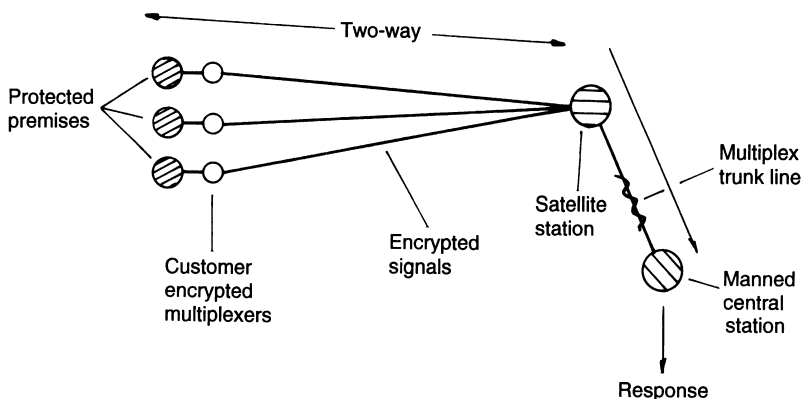 Two-way
Protected
premises
Multiplex
trunk line
Satellite
station
Encrypted
signals
Customer
encrypted
multiplexers
Manned
central
station
Response